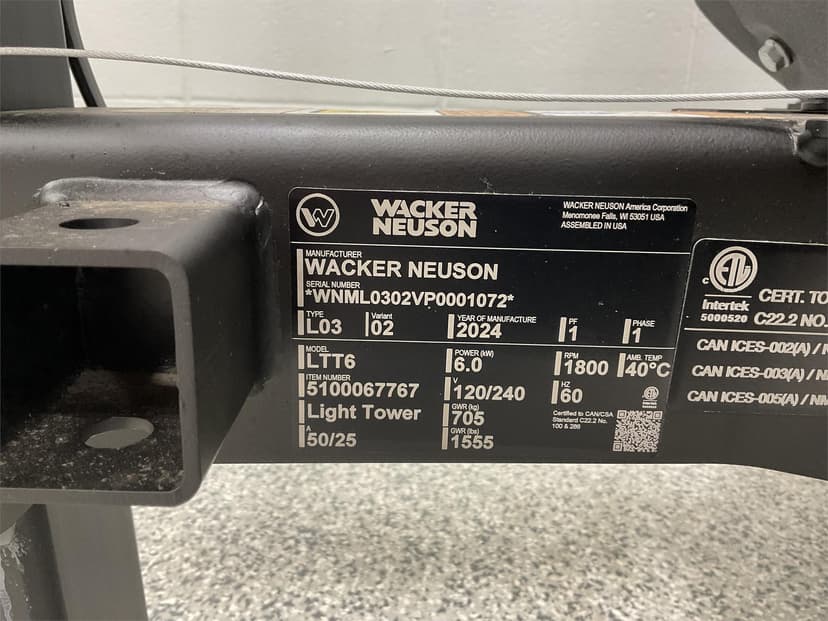 W
WACKER
NEUSON
WACKER NEUSON America Corporation
Menomonee Falls, WI 53051 USA
ASSEMBLED IN USA
MANUFACTURER
WACKER NEUSON
SERIAL NUMBER
*WNML0302VP0001072*
TYPE Variant YEAR OF MANUFACTURE PF PHASE
L03 02 2024 1 1
MODEL POWER (kW) RPM AMB. TEMP
LTT6 6.0 1800 40°C
ITEM NUMBER V HZ
5100067767 120/240 60
Light Tower
GWR (kg)
705
A
50/25
GWR (lbs)
1555
Certified to CAN/CSA
Standard C22.2 No.
100 &
C ETL
Intertek
5000520
CERT. TO
C22.2 NO.
CAN ICES-002(A) /
CAN ICES-003(A) /
CAN ICES-005(A) /